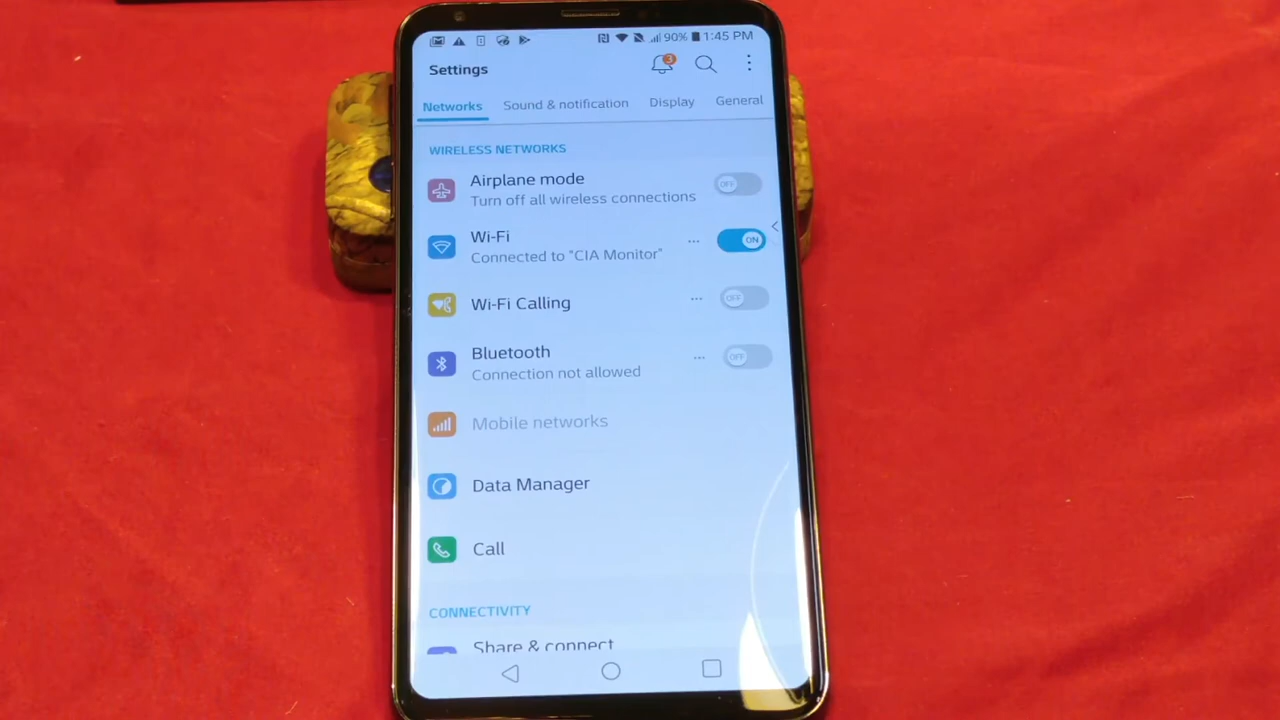 90% 1:45 PM
Settings
3
Networks Sound & notification Display General
WIRELESS NETWORKS
Airplane mode
Turn off all wireless connections
OFF
Wi-Fi
Connected to "CIA Monitor"
... ON
Wi-Fi Calling
... OFF
Bluetooth
Connection not allowed
... OFF
Mobile networks
Data Manager
Call
CONNECTIVITY
Share & connect